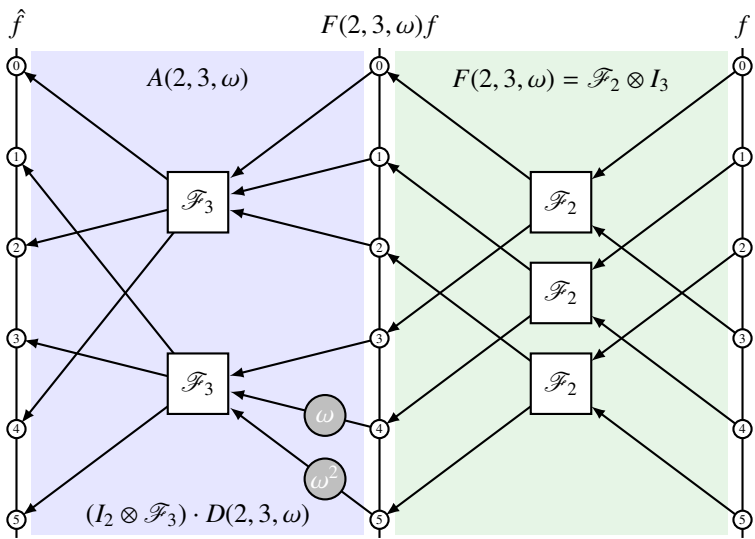 f̂ F(2, 3, ω)f f
A(2, 3, ω) F(2, 3, ω) = ℱ₂ ⊗ I₃
0 0 0
1 1 1
ℱ₃ ℱ₂
2 2 2
ℱ₂
3 3 3
ℱ₃ ℱ₂
ω
4 4 4
ω²
(I₂ ⊗ ℱ₃) · D(2, 3, ω)
5 5 5